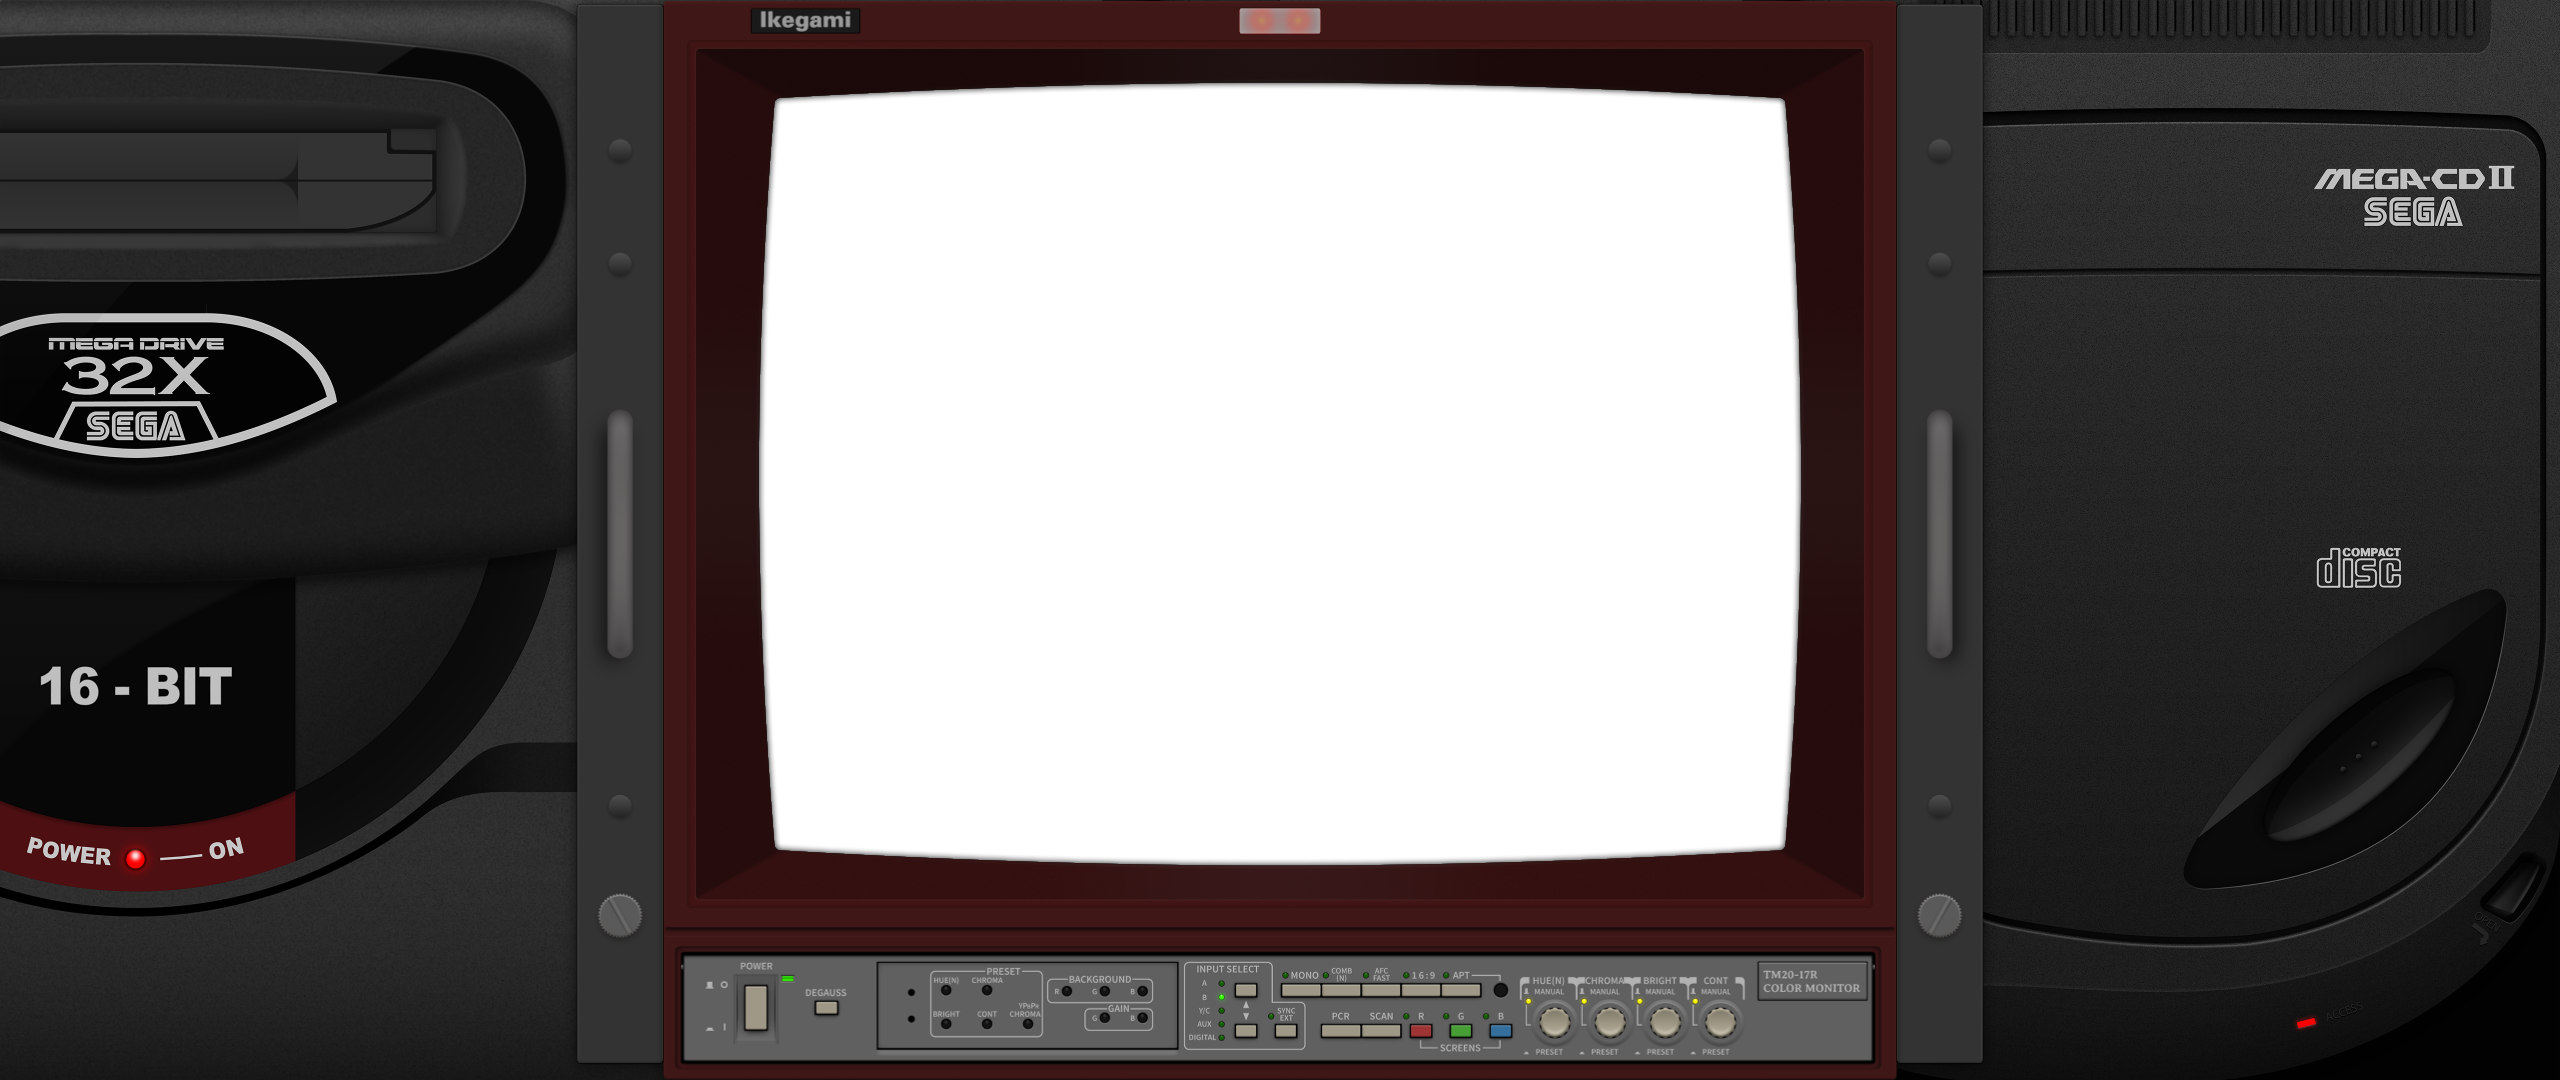 Ikegami
MEGA DRIVE
32X
SEGA
16 - BIT
POWER — ON
MEGA-CD II
SEGA
COMPACT
disc
OPEN
ACCESS
POWER
DEGAUSS
PRESET
HUE(N) CHROMA
BRIGHT CONT YPBPR CHROMA
BACKGROUND
R G B
GAIN
G B
INPUT SELECT
A
B
Y/C
AUX
DIGITAL
SYNC
EXT
MONO COMB (N) AFC FAST 16:9 APT
PCR SCAN R G B
SCREENS
HUE(N) CHROMA BRIGHT CONT
MANUAL MANUAL MANUAL MANUAL
PRESET PRESET PRESET PRESET
TM20-17R
COLOR MONITOR